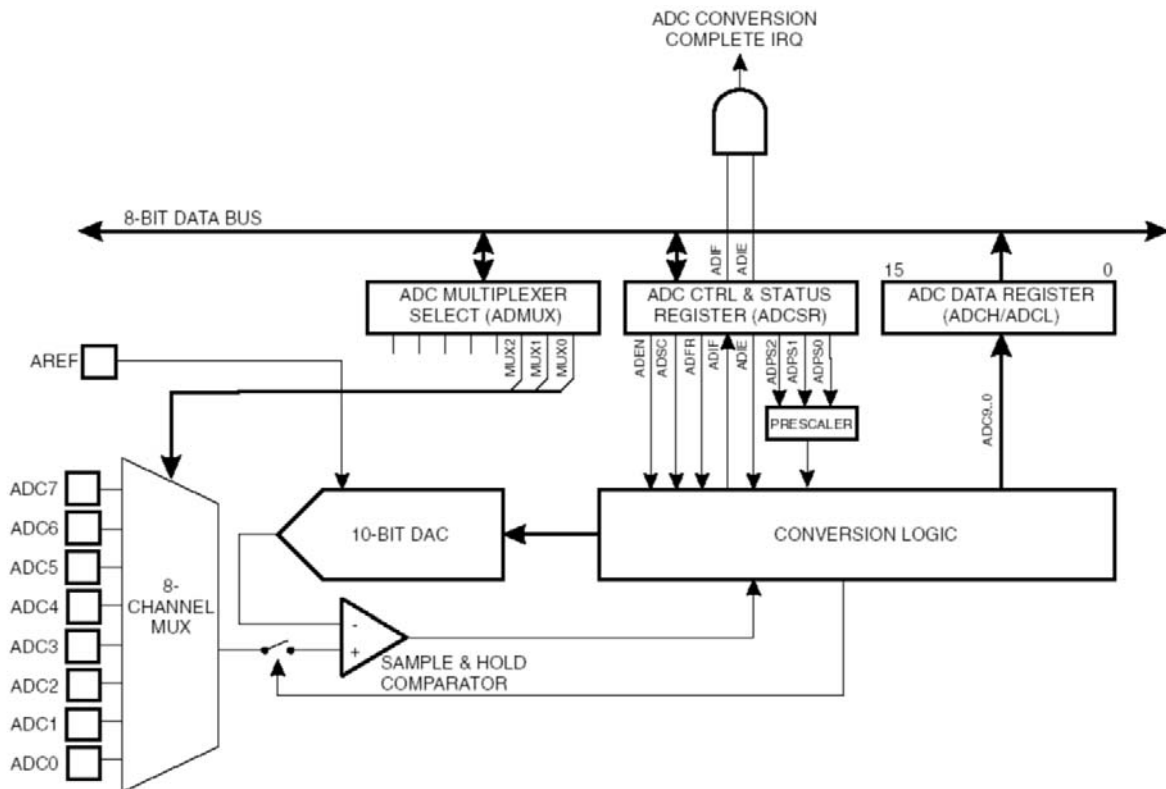 ADC CONVERSION
COMPLETE IRQ
8-BIT DATA BUS
ADIF
ADIE
15
0
ADC MULTIPLEXER
SELECT (ADMUX)
ADC CTRL & STATUS
REGISTER (ADCSR)
ADC DATA REGISTER
(ADCH/ADCL)
MUX2
MUX1
MUX0
ADEN
ADSC
ADFR
ADIF
ADIE
ADPS2
ADPS1
ADPS0
AREF
PRESCALER
ADC9..0
ADC7
ADC6
ADC5
ADC4
ADC3
ADC2
ADC1
ADC0
8-
CHANNEL
MUX
10-BIT DAC
CONVERSION LOGIC
-
+
SAMPLE & HOLD
COMPARATOR